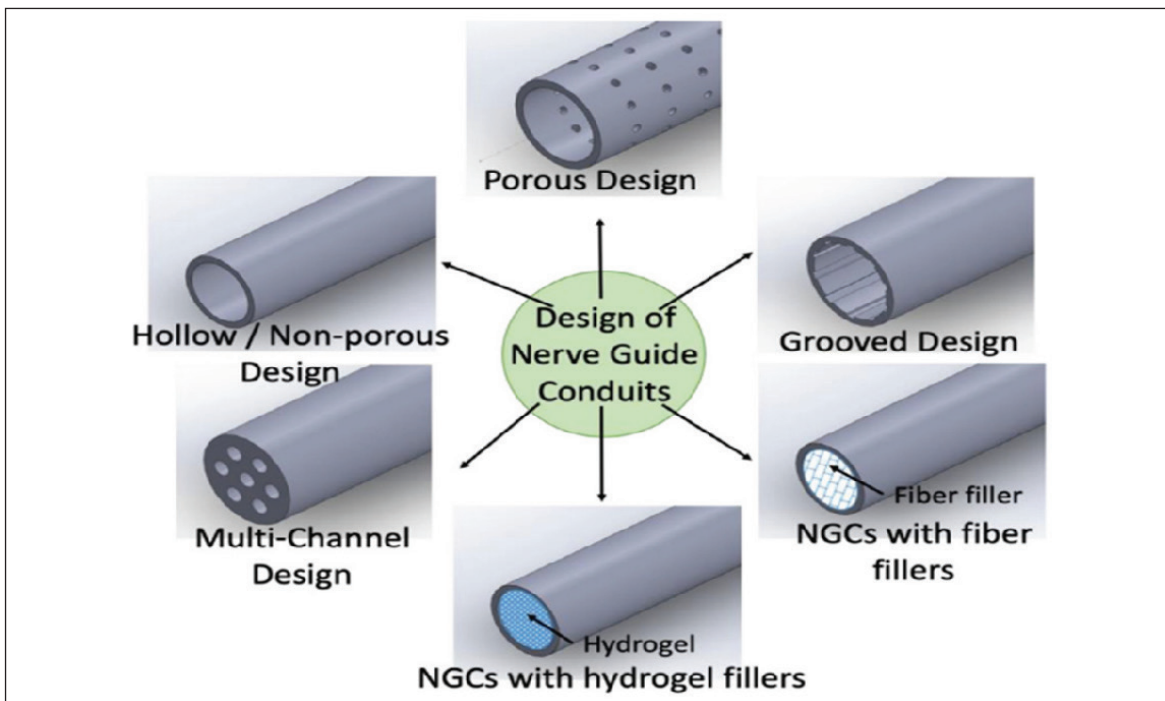 Porous Design
Hollow / Non-porous
Design
Design of
Nerve Guide
Conduits
Grooved Design
Multi-Channel
Design
Fiber filler
NGCs with fiber
fillers
Hydrogel
NGCs with hydrogel fillers